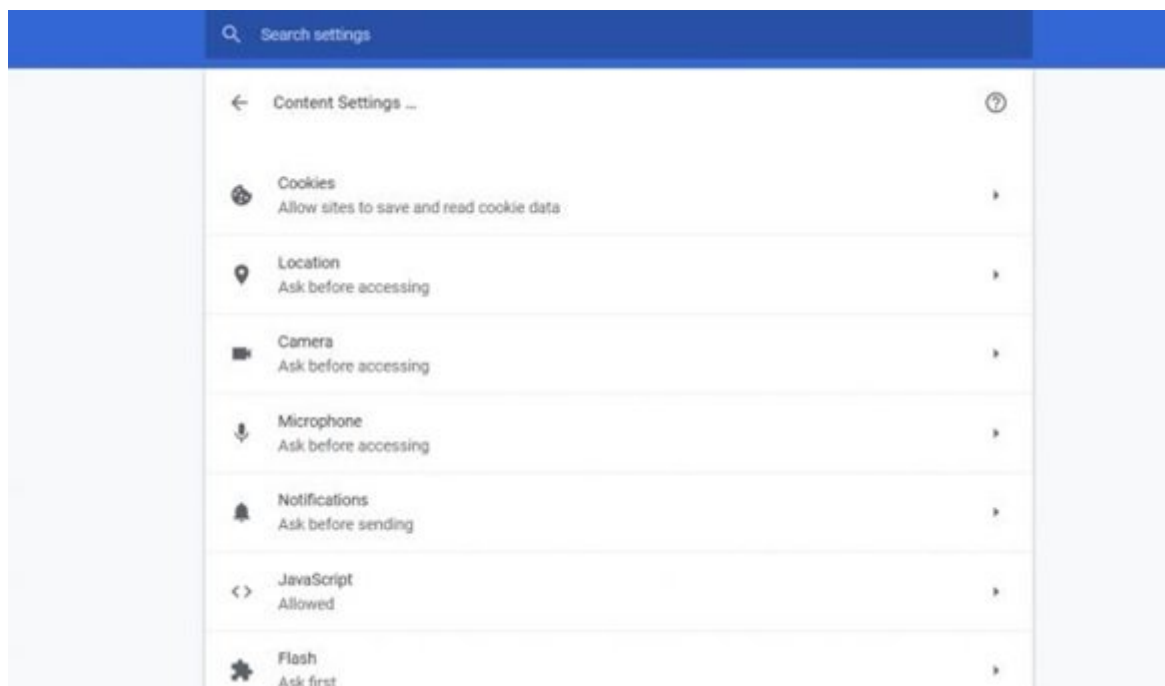 Search settings
Content Settings ...
Cookies
Allow sites to save and read cookie data
Location
Ask before accessing
Camera
Ask before accessing
Microphone
Ask before accessing
Notifications
Ask before sending
JavaScript
Allowed
Flash
Ask first